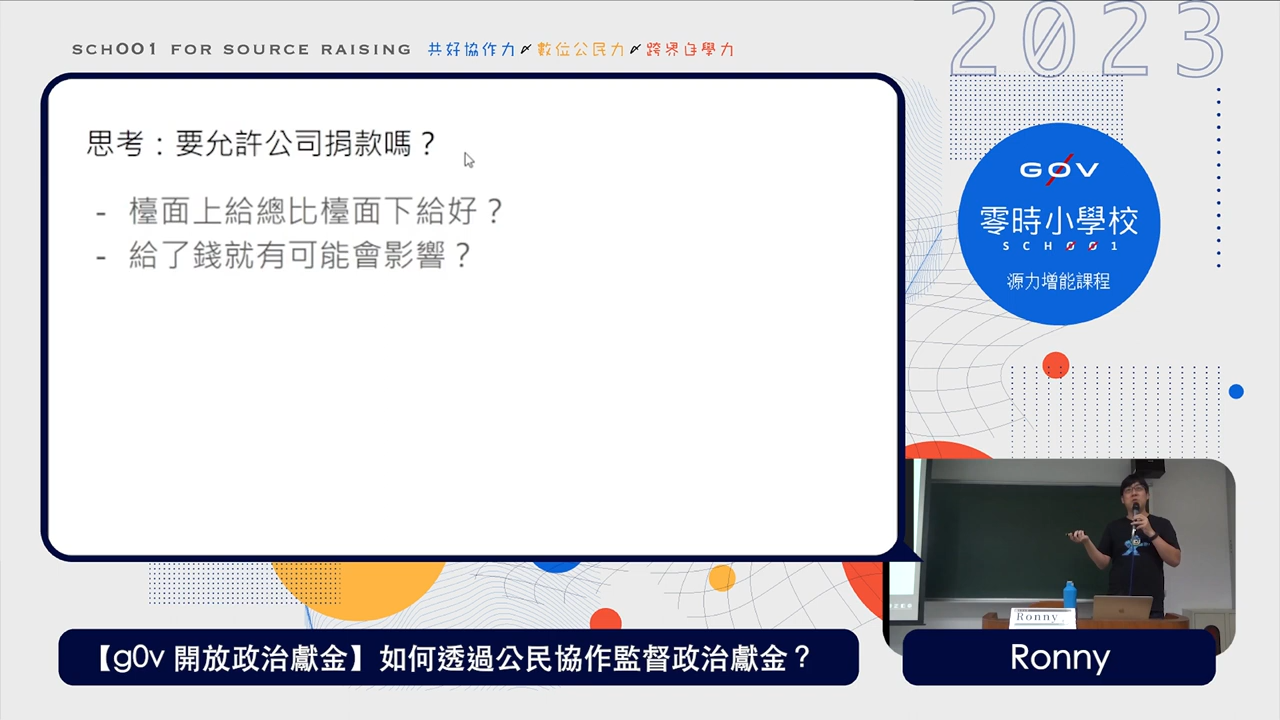 SCH001 FOR SOURCE RAISING 共好協作力 數位公民力 跨界自學力
2023
思考：要允許公司捐款嗎？
- 檯面上給總比檯面下給好？
- 給了錢就有可能會影響？
G0V
零時小學校
SCH001
源力增能課程
Ronny
【g0v 開放政治獻金】如何透過公民協作監督政治獻金？
Ronny